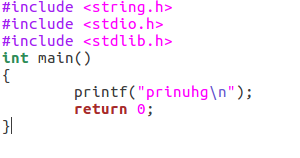 #include <string.h>
#include <stdio.h>
#include <stdlib.h>
int main()
{
        printf("prinuhg\n");
        return 0;
}